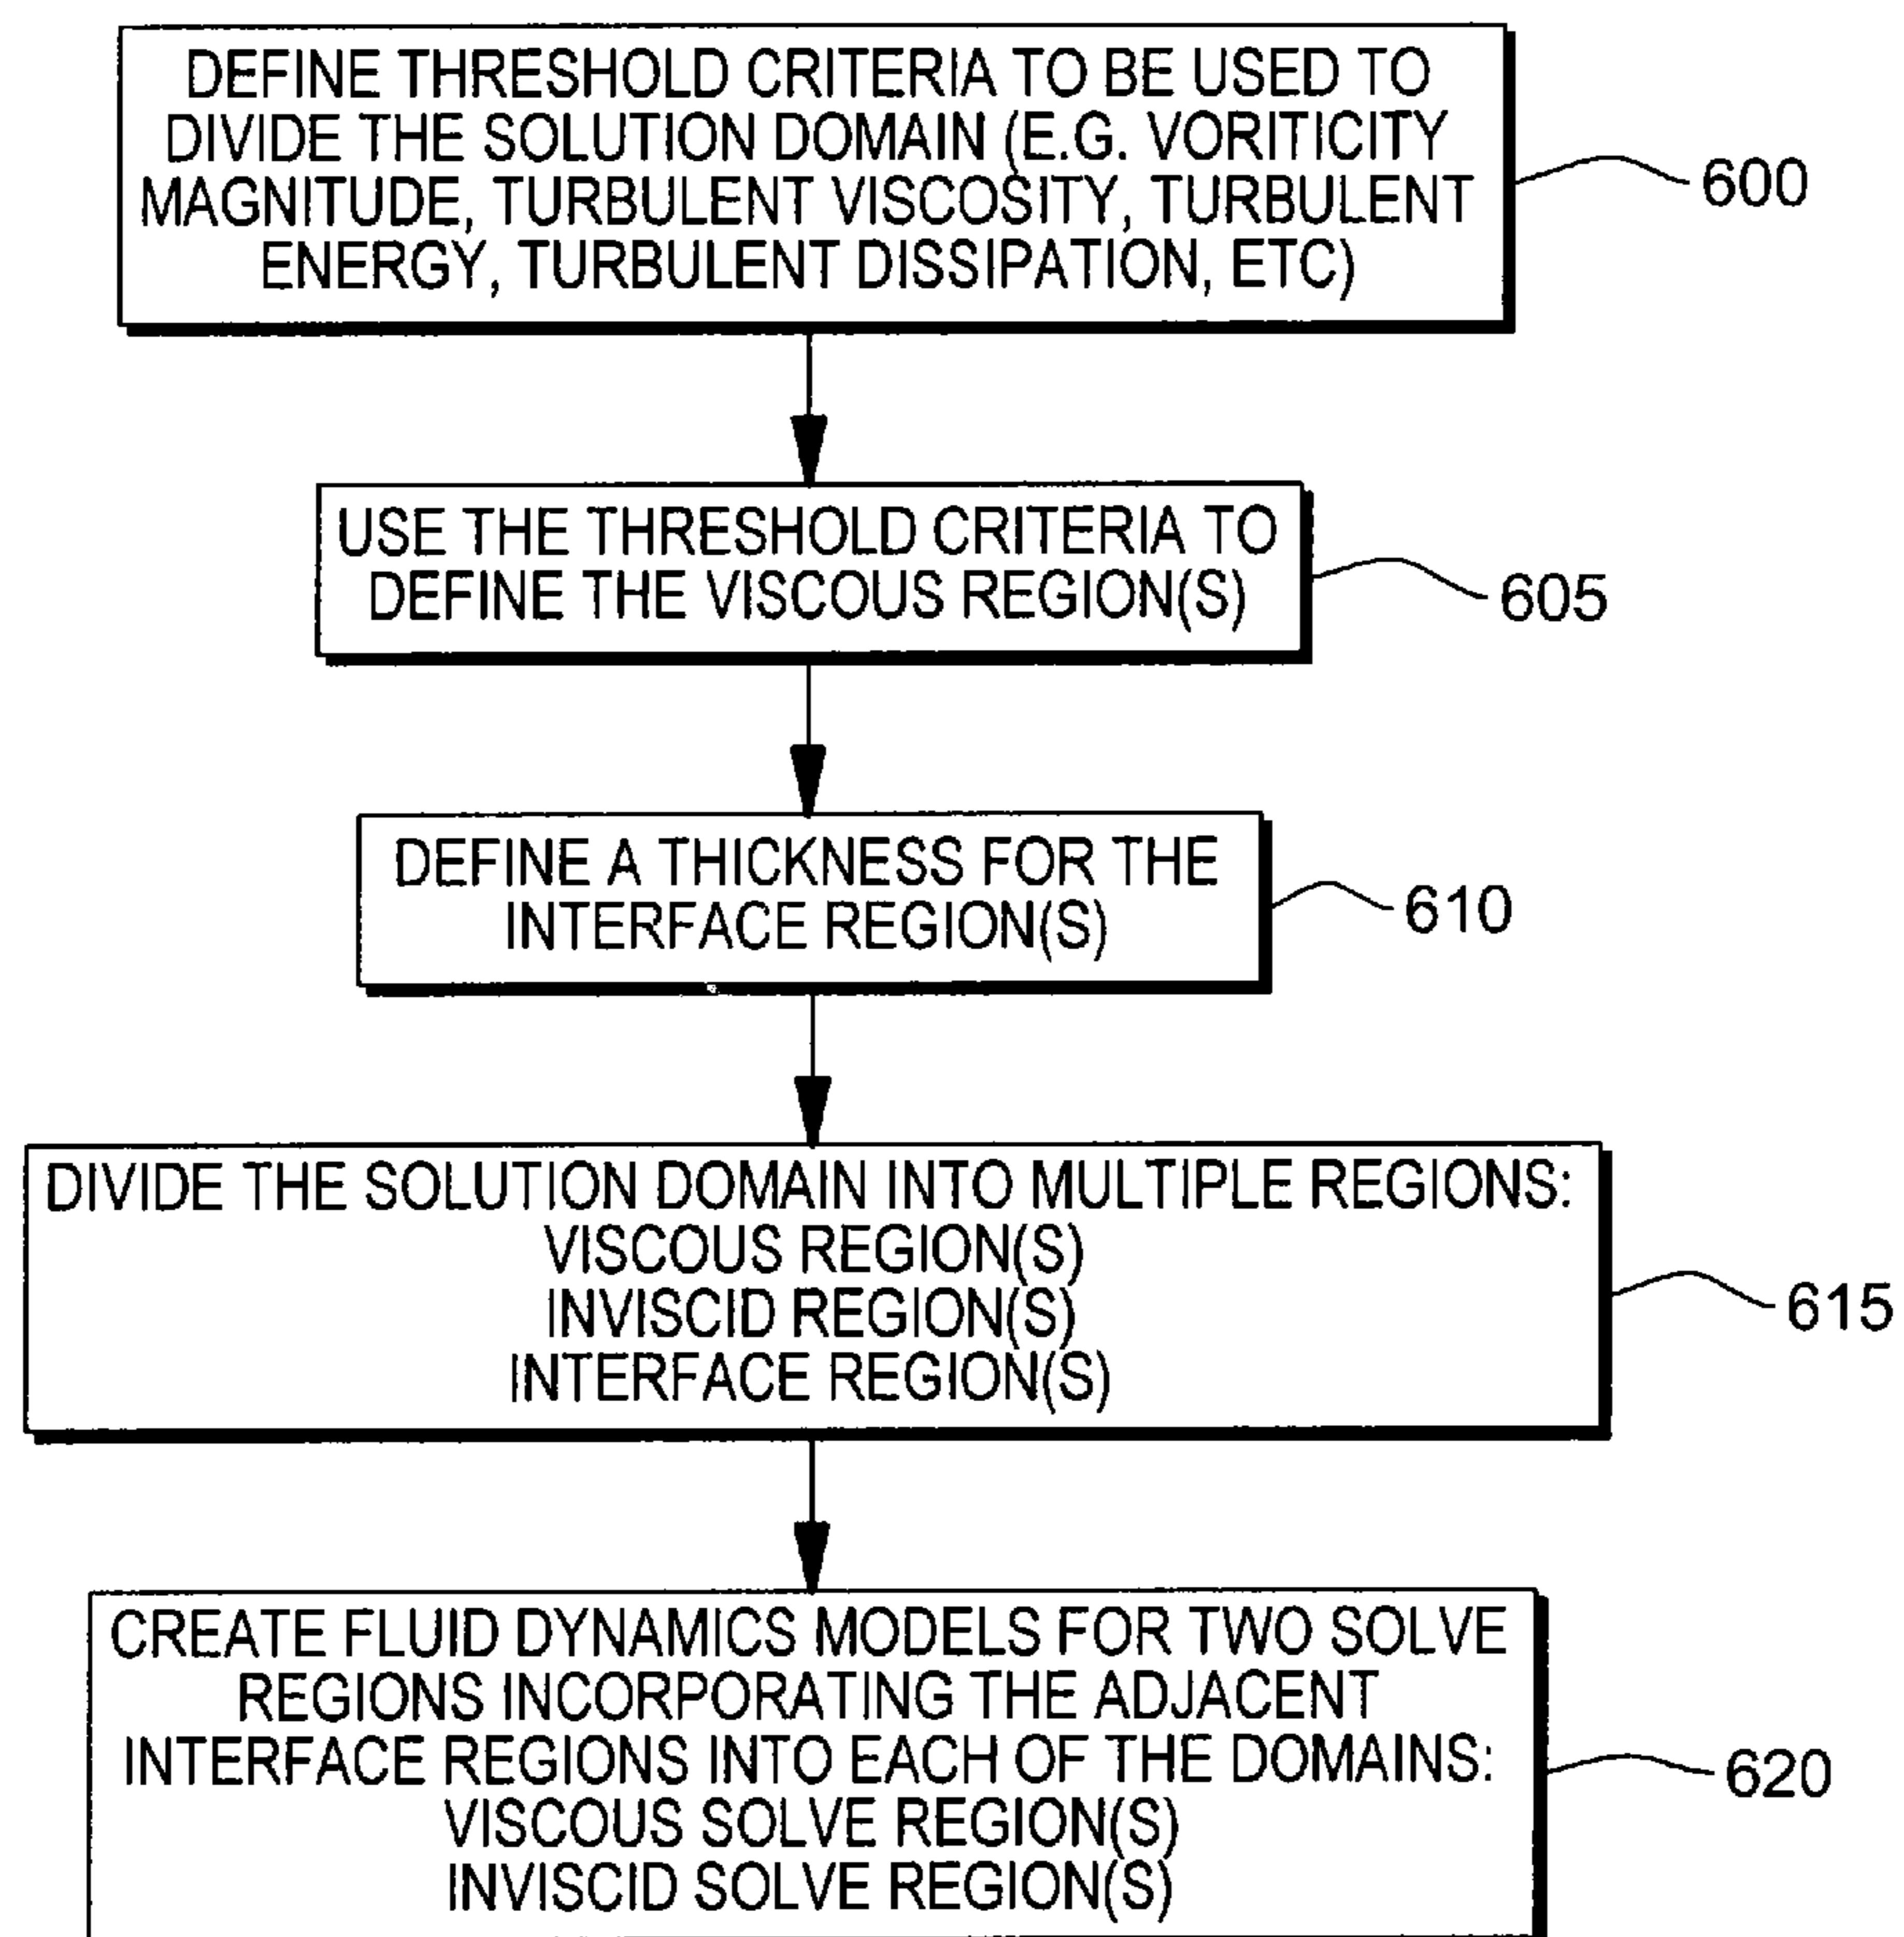 DEFINE THRESHOLD CRITERIA TO BE USED TO
DIVIDE THE SOLUTION DOMAIN (E.G. VORITICITY
MAGNITUDE, TURBULENT VISCOSITY, TURBULENT
ENERGY, TURBULENT DISSIPATION, ETC)
600
USE THE THRESHOLD CRITERIA TO
DEFINE THE VISCOUS REGION(S)
605
DEFINE A THICKNESS FOR THE
INTERFACE REGION(S)
610
DIVIDE THE SOLUTION DOMAIN INTO MULTIPLE REGIONS:
VISCOUS REGION(S)
INVISCID REGION(S)
INTERFACE REGION(S)
615
CREATE FLUID DYNAMICS MODELS FOR TWO SOLVE
REGIONS INCORPORATING THE ADJACENT
INTERFACE REGIONS INTO EACH OF THE DOMAINS:
VISCOUS SOLVE REGION(S)
INVISCID SOLVE REGION(S)
620